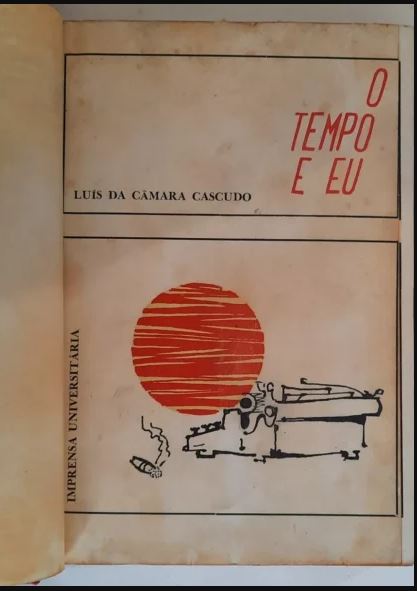 O
TEMPO
E EU
LUÍS DA CÂMARA CASCUDO
IMPRENSA UNIVERSITÁRIA